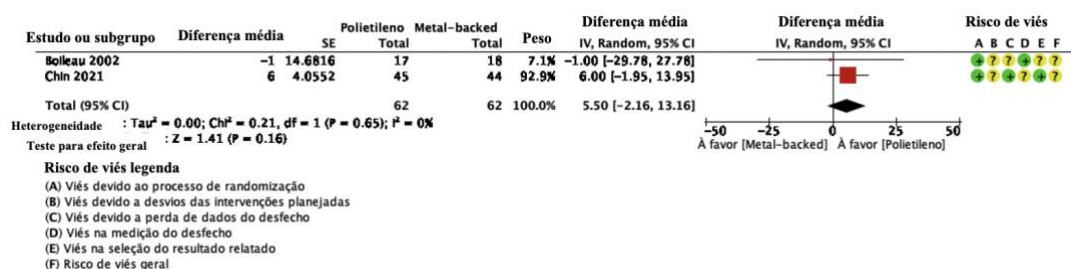 Polietileno Metal-backed Diferença média Diferença média Risco de viés
Estudo ou subgrupo Diferença média SE Total Total Peso IV, Random, 95% CI IV, Random, 95% CI A B C D E F
Boileau 2002 -1 14.6816 17 18 7.1% -1.00 [-29.78, 27.78] + ? ? + ? ?
Chin 2021 6 4.0552 45 44 92.9% 6.00 [-1.95, 13.95] + ? + ? + ?
Total (95% CI) 62 62 100.0% 5.50 [-2.16, 13.16]
Heterogeneidade : Tau² = 0.00; Chi² = 0.21, df = 1 (P = 0.65); I² = 0%
Teste para efeito geral : Z = 1.41 (P = 0.16)
-50 -25 0 25 50
À favor [Metal-backed] À favor [Polietileno]
Risco de viés legenda
(A) Viés devido ao processo de randomização
(B) Viés devido a desvios das intervenções planejadas
(C) Viés devido a perda de dados do desfecho
(D) Viés na medição do desfecho
(E) Viés na seleção do resultado relatado
(F) Risco de viés geral